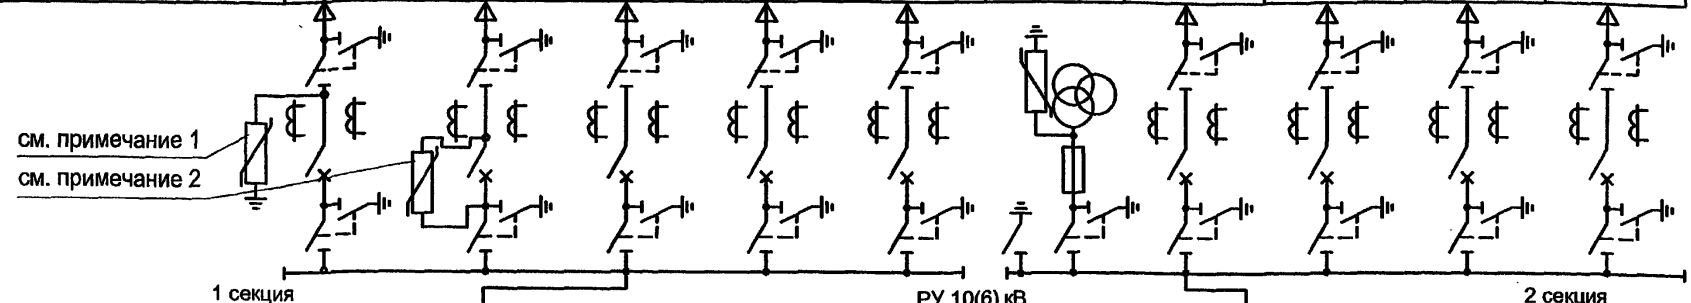 см. примечание 1
см. примечание 2
1 секция
РУ 10(6) кВ
2 секция